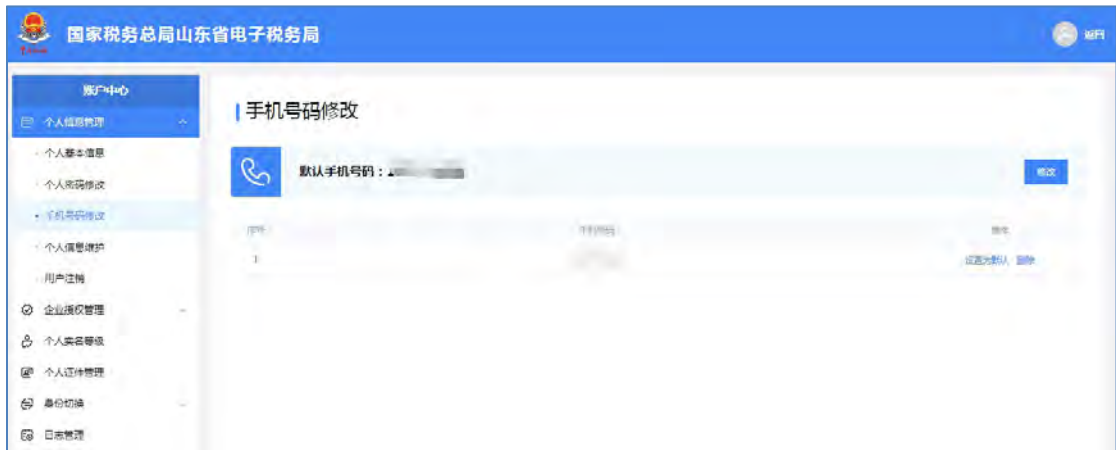 国家税务总局山东省电子税务局
返回
账户中心
个人信息管理
个人基本信息
个人密码修改
手机号码修改
个人信息维护
用户注销
企业授权管理
个人实名等级
个人证件管理
身份切换
日志管理
手机号码修改
默认手机号码：
修改
序号 手机号码 操作
1 设置为默认 删除